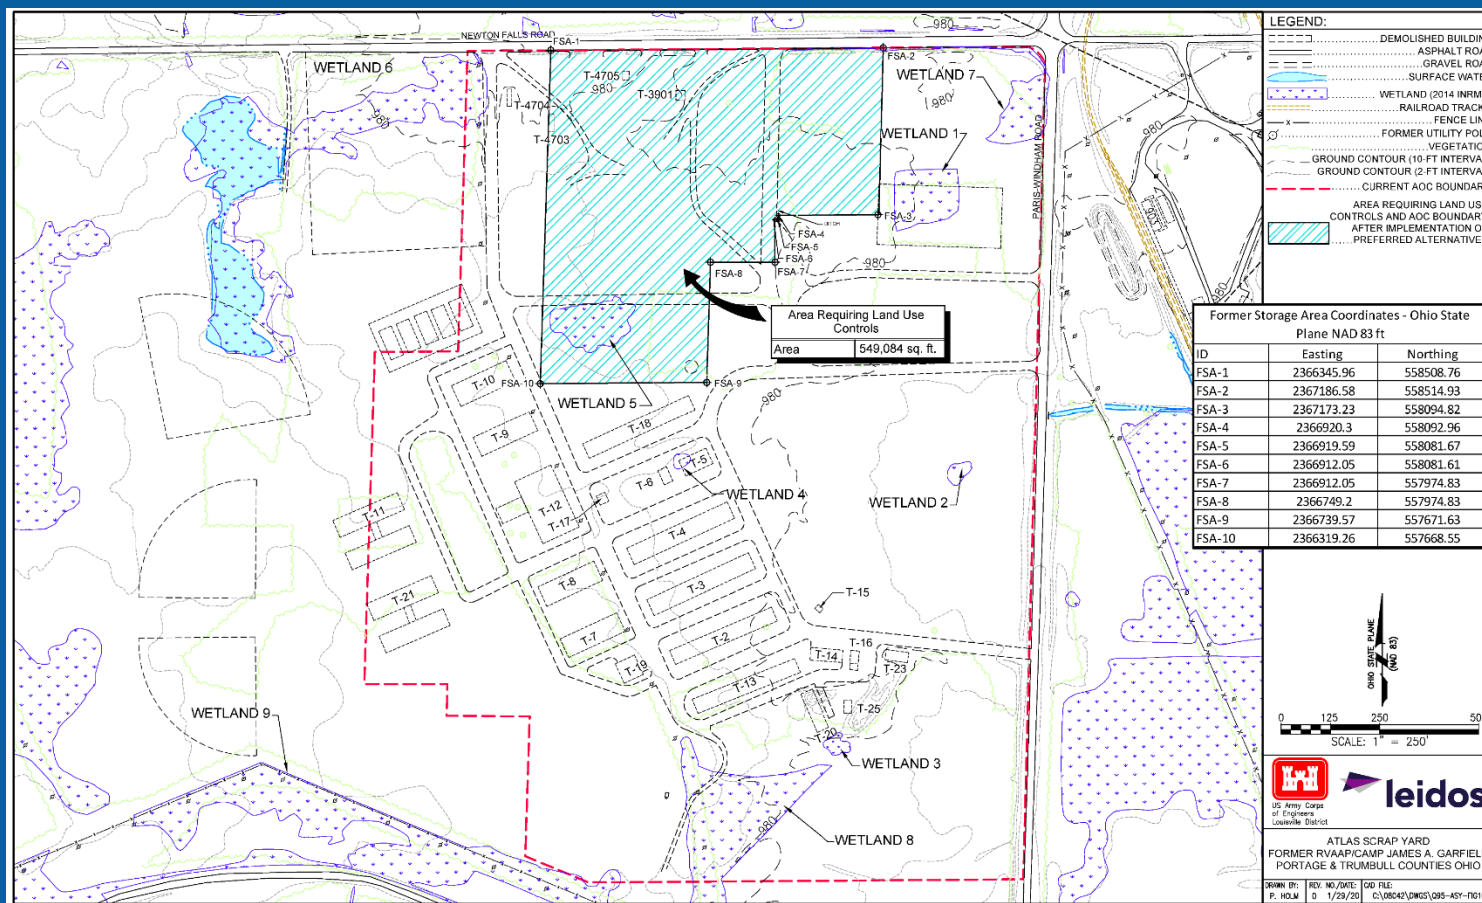 NEWTON FALLS ROAD
FSA-1
980
FSA-2
WETLAND 6
T-4705
980
T-3901
T-4704
T-4703
980
WETLAND 7
980
WETLAND 1
PARIS-WINDHAM ROAD
980
FSA-3
FSA-4
FSA-5
FSA-6
FSA-7
FSA-8
980
980
Area Requiring Land Use
Controls
Area 549,084 sq. ft.
FSA-10
FSA-9
WETLAND 5
980
T-10
T-9
T-18
T-5
T-6
WETLAND 4
WETLAND 2
T-12
T-17
T-11
T-4
T-8
T-3
T-21
T-15
T-7
T-2
T-16
T-14
T-23
T-19
T-13
T-25
T-20
WETLAND 3
WETLAND 9
980
WETLAND 8
LEGEND:
DEMOLISHED BUILDIN
ASPHALT ROA
GRAVEL ROA
SURFACE WATE
WETLAND (2014 INRM
RAILROAD TRACK
FENCE LIN
FORMER UTILITY POL
VEGETATIO
GROUND CONTOUR (10-FT INTERVA
GROUND CONTOUR (2-FT INTERVA
CURRENT AOC BOUNDAR
AREA REQUIRING LAND US
CONTROLS AND AOC BOUNDAR
AFTER IMPLEMENTATION O
PREFERRED ALTERNATIVE
Former Storage Area Coordinates - Ohio State
Plane NAD 83 ft
ID Easting Northing
FSA-1 2366345.96 558508.76
FSA-2 2367186.58 558514.93
FSA-3 2367173.23 558094.82
FSA-4 2366920.3 558092.96
FSA-5 2366919.59 558081.67
FSA-6 2366912.05 558081.61
FSA-7 2366912.05 557974.83
FSA-8 2366749.2 557974.83
FSA-9 2366739.57 557671.63
FSA-10 2366319.26 557668.55
OHIO STATE PLANE
(NAD 83)
0 125 250 50
SCALE: 1" = 250'
US Army Corps
of Engineers
Louisville District
leidos
ATLAS SCRAP YARD
FORMER RVAAP/CAMP JAMES A. GARFIEL
PORTAGE & TRUMBULL COUNTIES OHIO
DRAWN BY: REV. NO./DATE: CAD FILE:
P. HOLM 0 1/29/20 C:\08042\DWGS\Q95-ASY-FIG1